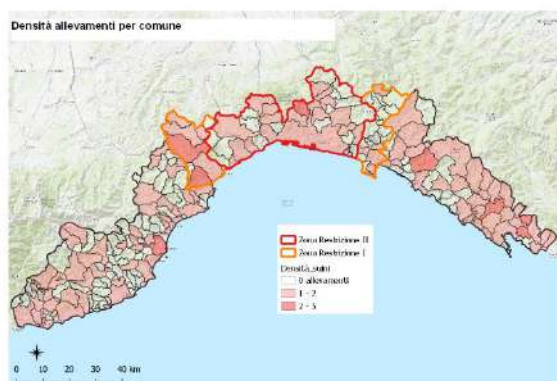 Densità allevamenti per comune
Zona Restrizione II
Zona Restrizione I
Densità_suini
0 allevamenti
1 - 2
2 - 5
0 10 20 30 40 km